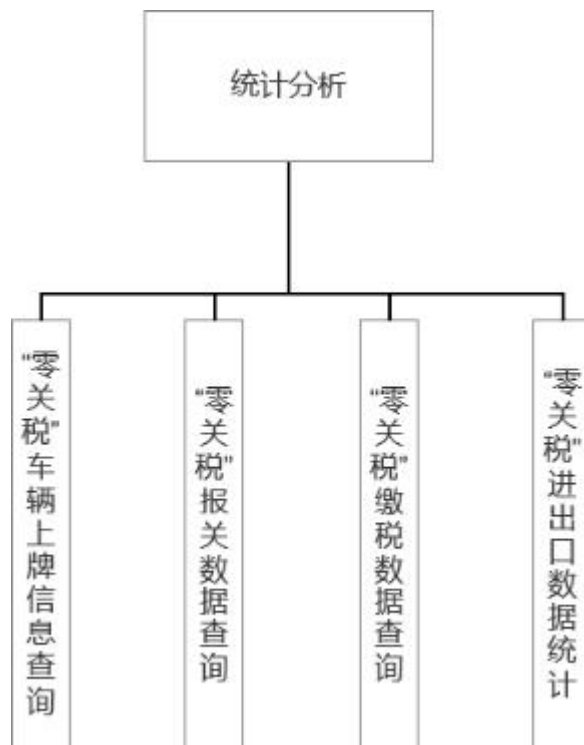 统计分析
“零关税”车辆上牌信息查询
“零关税”报关数据查询
“零关税”缴税数据查询
“零关税”进出口数据统计